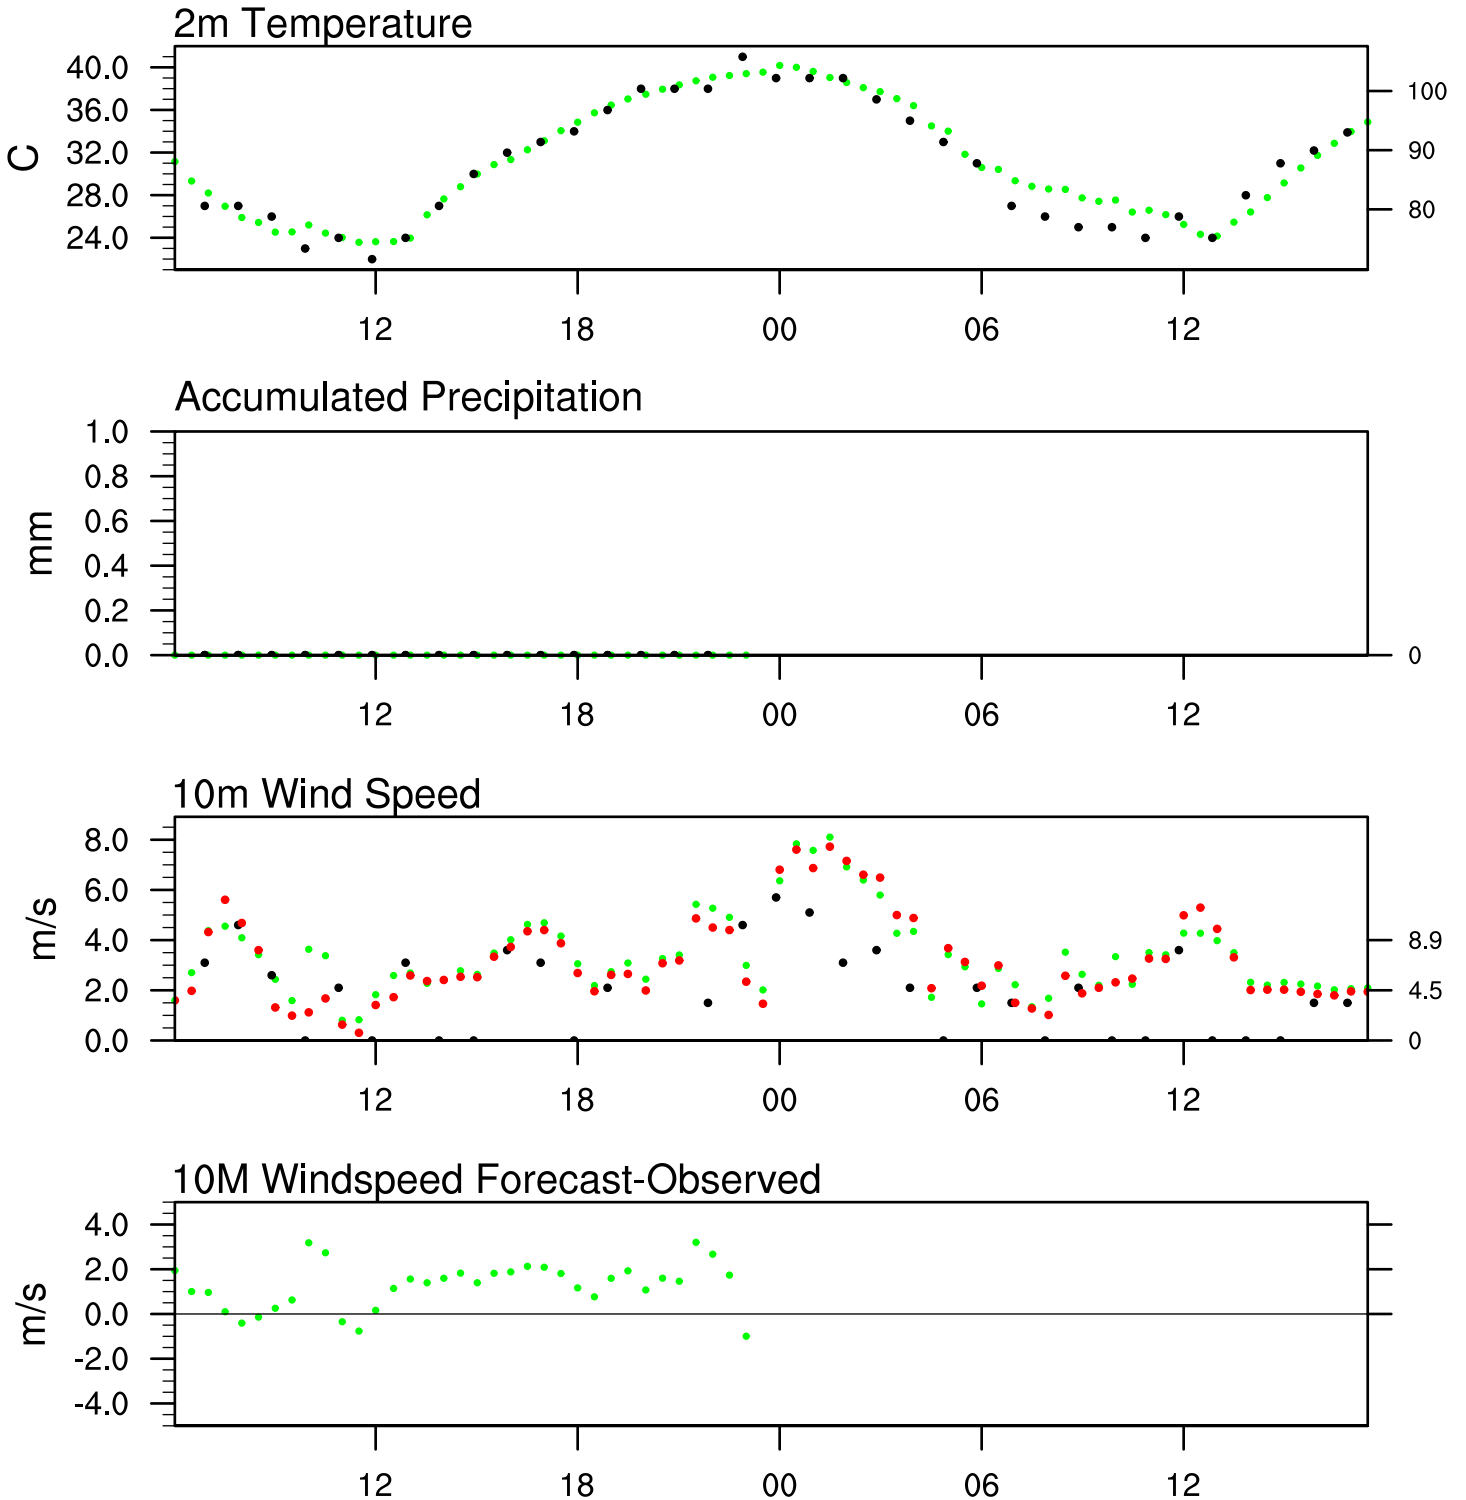 2m Temperature
40.0
36.0
32.0
28.0
24.0
C
100
90
80
12 18 00 06 12
Accumulated Precipitation
1.0
0.8
0.6
0.4
0.2
0.0
mm
0
12 18 00 06 12
10m Wind Speed
8.0
6.0
4.0
2.0
0.0
m/s
8.9
4.5
0
12 18 00 06 12
10M Windspeed Forecast-Observed
4.0
2.0
0.0
-2.0
-4.0
m/s
12 18 00 06 12